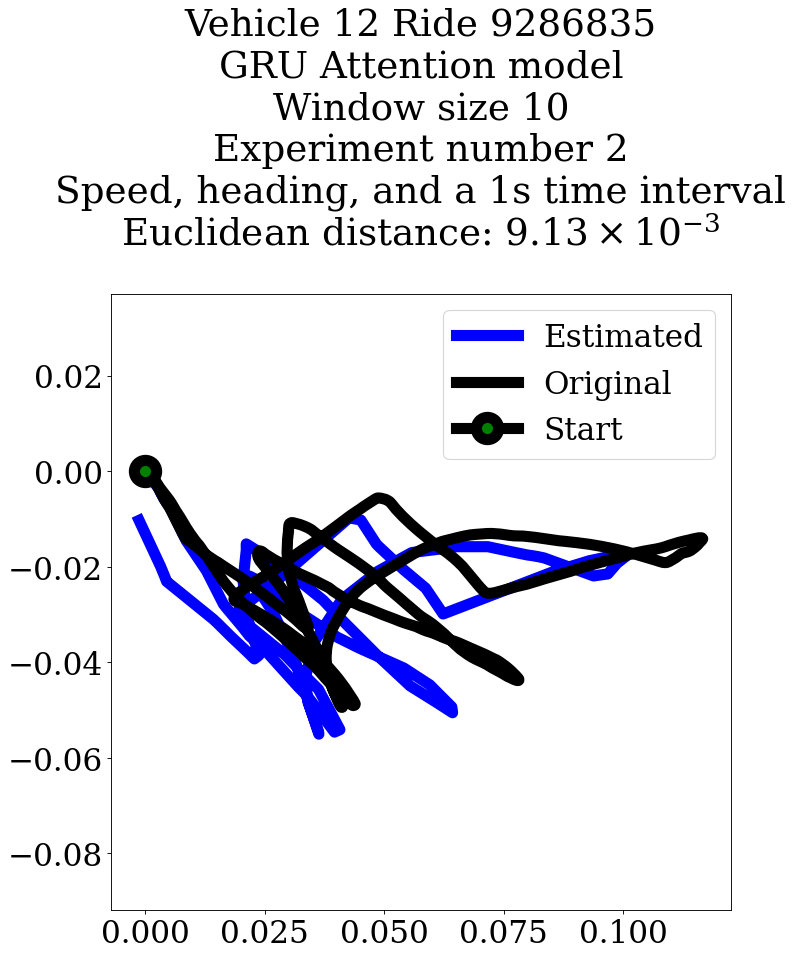 Vehicle 12 Ride 9286835
GRU Attention model
Window size 10
Experiment number 2
Speed, heading, and a 1s time interval
Euclidean distance: 9.13 × 10⁻³
Estimated
Original
Start
0.02
0.00
−0.02
−0.04
−0.06
−0.08
0.000 0.025 0.050 0.075 0.100